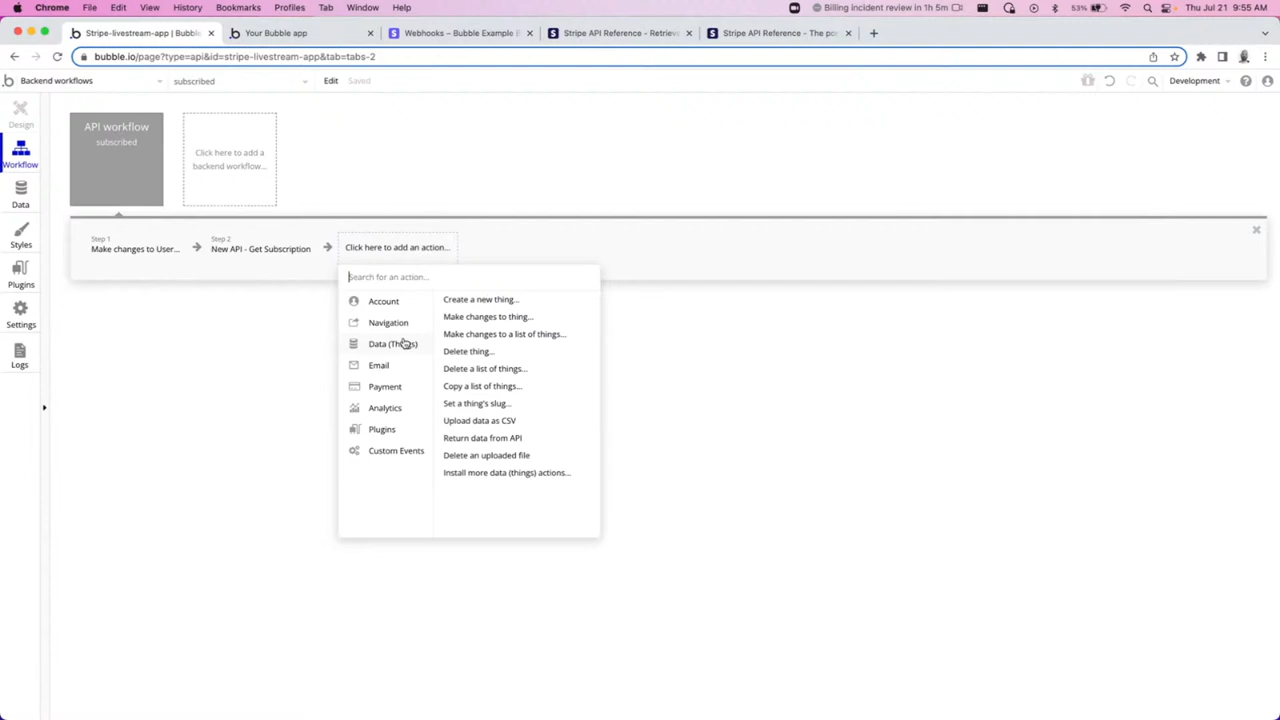 Chrome File Edit View History Bookmarks Profiles Tab Window Help
Billing incident review in 1h 5m
53%
Thu Jul 21 9:55 AM
Stripe-livestream-app | Bubble
Your Bubble app
Webhooks – Bubble Example
Stripe API Reference - Retriev
Stripe API Reference - The po
bubble.io/page?type=api&id=stripe-livestream-app&tab=tabs-2
Backend workflows
subscribed
Edit
Saved
Development
Design
Workflow
Data
Styles
Plugins
Settings
Logs
API workflow
subscribed
Click here to add a
backend workflow...
Step 1
Make changes to User...
Step 2
New API - Get Subscription
Click here to add an action...
Search for an action...
Account
Navigation
Data (Things)
Email
Payment
Analytics
Plugins
Custom Events
Create a new thing...
Make changes to thing...
Make changes to a list of things...
Delete thing...
Delete a list of things...
Copy a list of things...
Set a thing's slug...
Upload data as CSV
Return data from API
Delete an uploaded file
Install more data (things) actions...